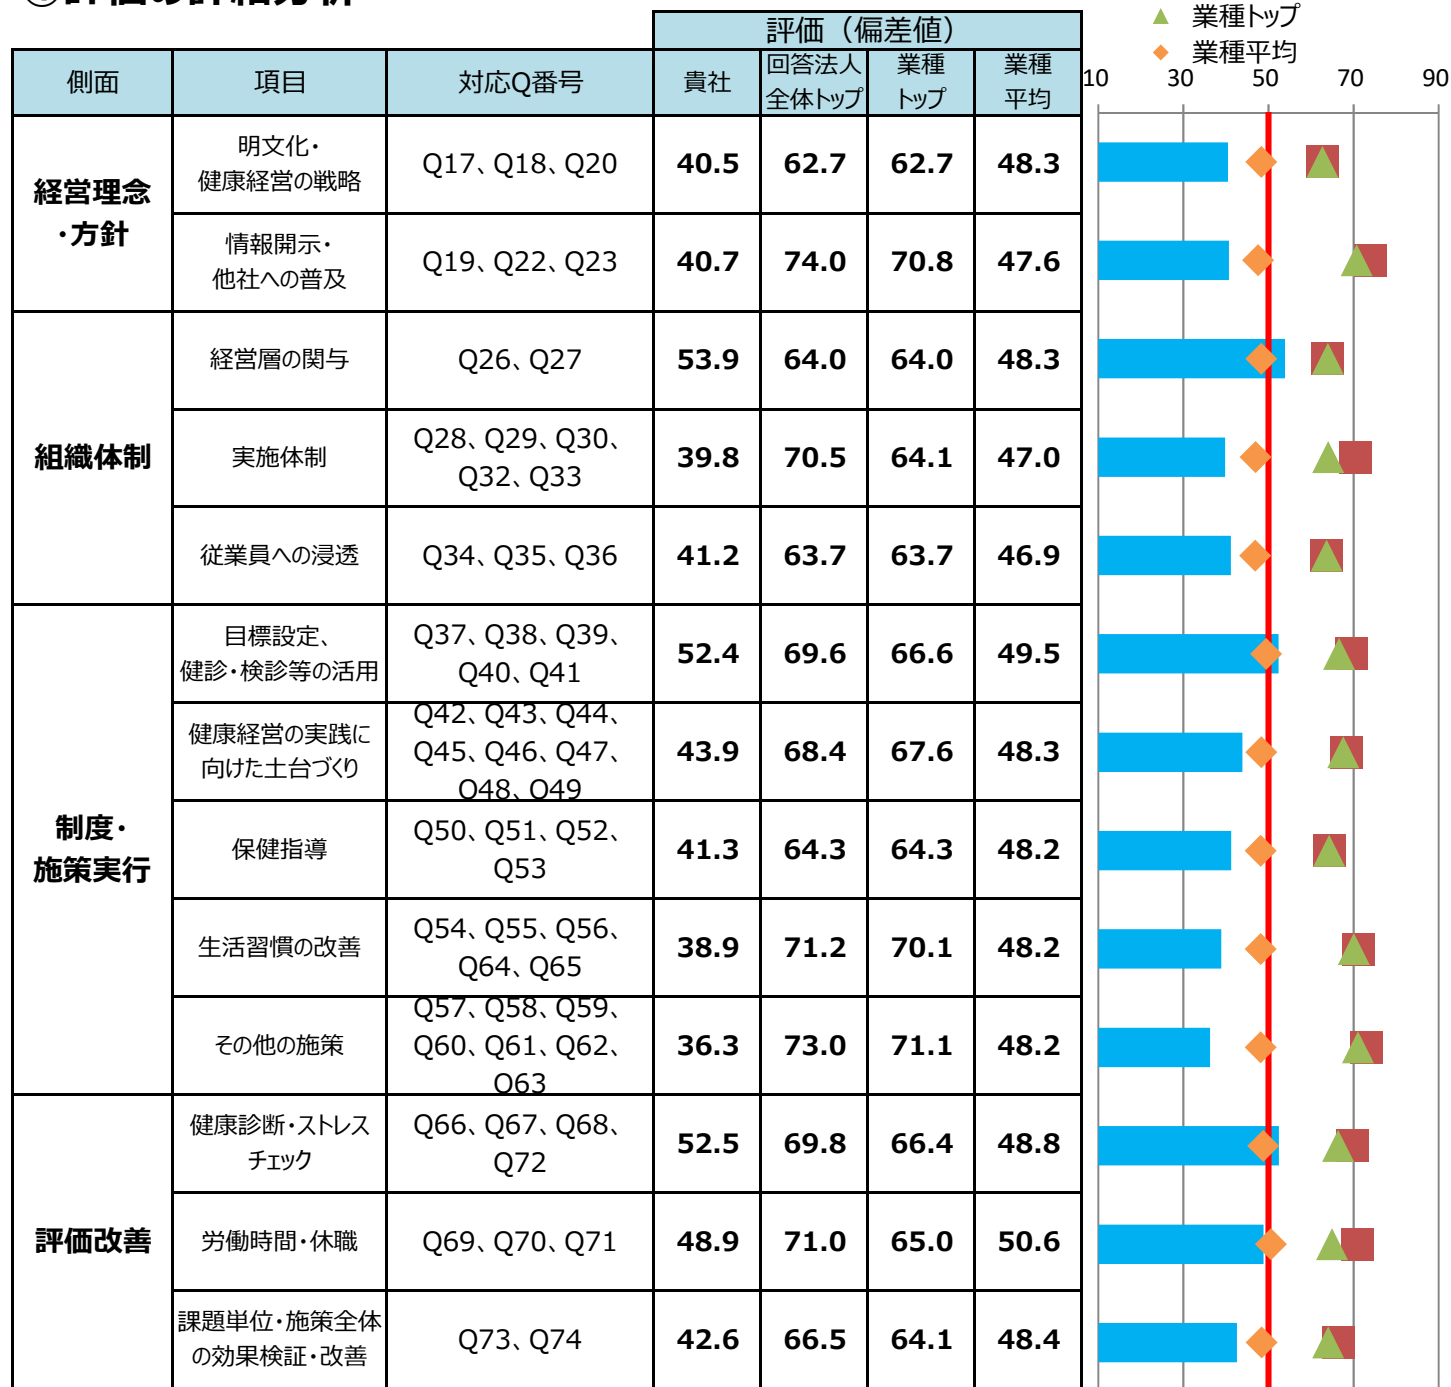 ▲ 業種トップ
◆ 業種平均
評価（偏差値）
側面 項目 対応Q番号 貴社 回答法人 業種 業種
全体トップ トップ 平均
10 30 50 70 90
経営理念
・方針
明文化・
健康経営の戦略
Q17、Q18、Q20 40.5 62.7 62.7 48.3
情報開示・
他社への普及
Q19、Q22、Q23 40.7 74.0 70.8 47.6
組織体制
経営層の関与 Q26、Q27 53.9 64.0 64.0 48.3
実施体制
Q28、Q29、Q30、
Q32、Q33
39.8 70.5 64.1 47.0
従業員への浸透 Q34、Q35、Q36 41.2 63.7 63.7 46.9
制度・
施策実行
目標設定、
健診・検診等の活用
Q37、Q38、Q39、
Q40、Q41
52.4 69.6 66.6 49.5
健康経営の実践に
向けた土台づくり
Q42、Q43、Q44、
Q45、Q46、Q47、
Q48、Q49
43.9 68.4 67.6 48.3
保健指導
Q50、Q51、Q52、
Q53
41.3 64.3 64.3 48.2
生活習慣の改善
Q54、Q55、Q56、
Q64、Q65
38.9 71.2 70.1 48.2
その他の施策
Q57、Q58、Q59、
Q60、Q61、Q62、
Q63
36.3 73.0 71.1 48.2
評価改善
健康診断・ストレス
チェック
Q66、Q67、Q68、
Q72
52.5 69.8 66.4 48.8
労働時間・休職 Q69、Q70、Q71 48.9 71.0 65.0 50.6
課題単位・施策全体
の効果検証・改善
Q73、Q74 42.6 66.5 64.1 48.4